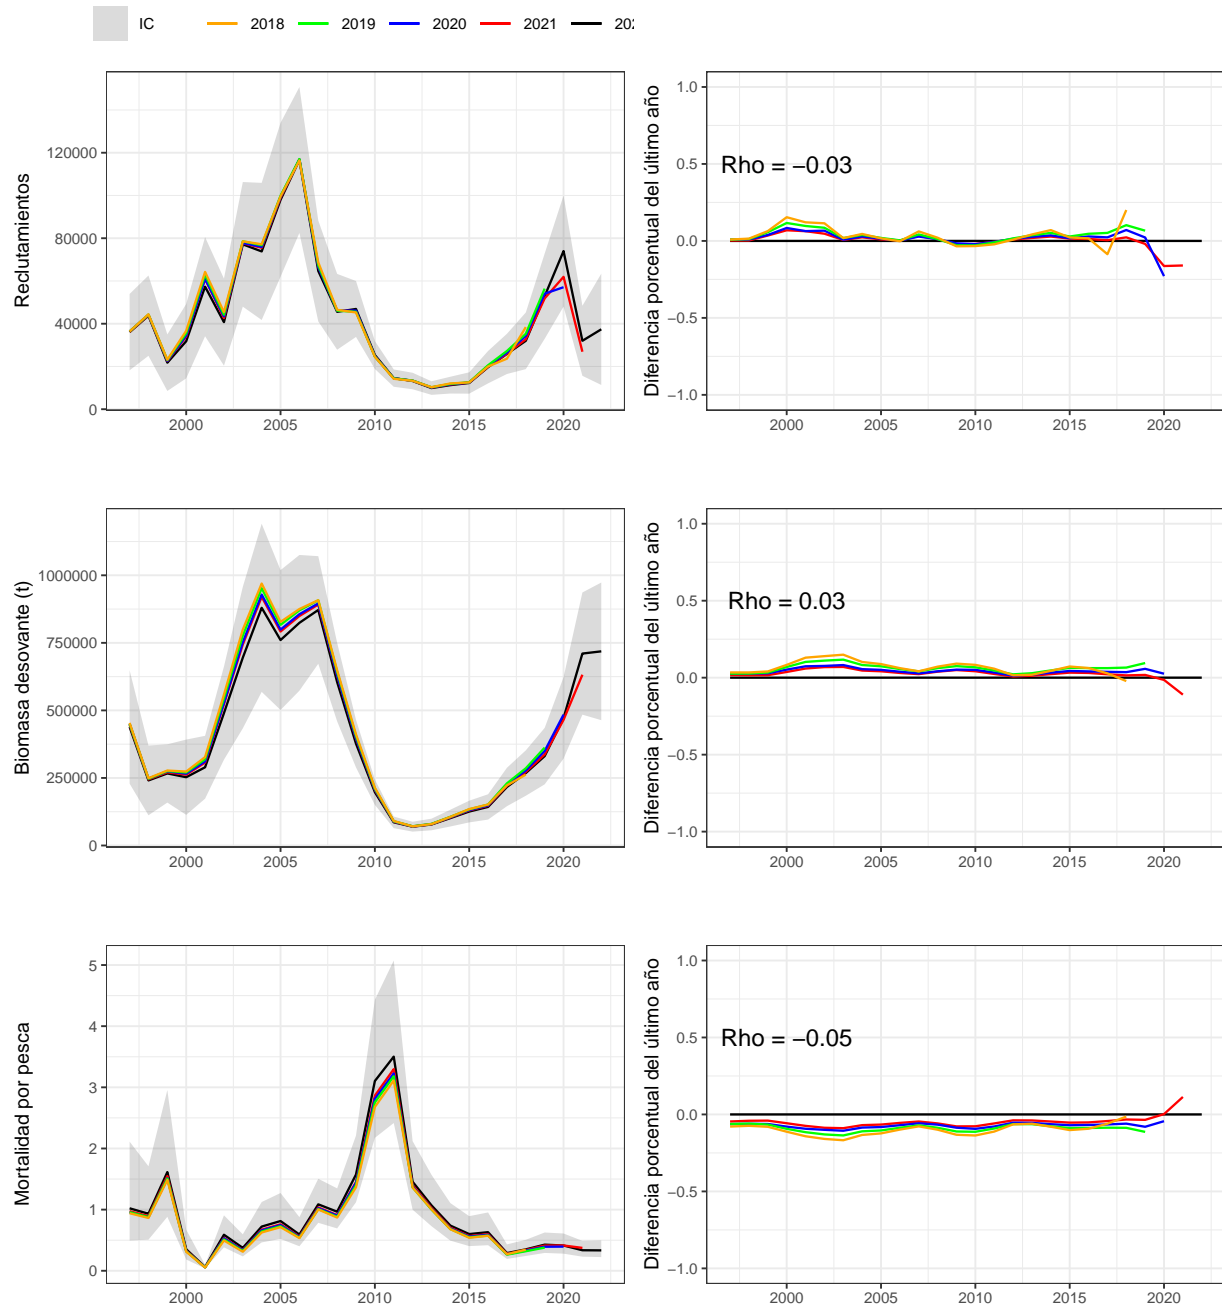 IC 2018 2019 2020 2021
Reclutamientos
120000
80000
40000
0
2000 2005 2010 2015 2020
Diferencia porcentual del último año
1.0
0.5
0.0
−0.5
−1.0
Rho = −0.03
2000 2005 2010 2015 2020
Biomasa desovante (t)
1000000
750000
500000
250000
0
2000 2005 2010 2015 2020
Diferencia porcentual del último año
1.0
0.5
0.0
−0.5
−1.0
Rho = 0.03
2000 2005 2010 2015 2020
Mortalidad por pesca
5
4
3
2
1
0
2000 2005 2010 2015 2020
Diferencia porcentual del último año
1.0
0.5
0.0
−0.5
−1.0
Rho = −0.05
2000 2005 2010 2015 2020